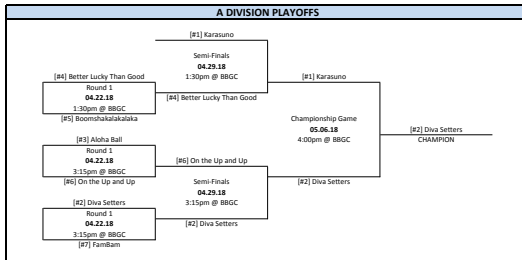 A DIVISION PLAYOFFS
[#1] Karasuno
Semi-Finals
04.29.18
1:30pm @ BBGC
[#4] Better Lucky Than Good
Round 1
04.22.18
1:30pm @ BBGC
[#5] Boomshakalakalaka
[#4] Better Lucky Than Good
[#1] Karasuno
Championship Game
05.06.18
4:00pm @ BBGC
[#2] Diva Setters
CHAMPION
[#3] Aloha Ball
Round 1
04.22.18
3:15pm @ BBGC
[#6] On the Up and Up
[#6] On the Up and Up
Semi-Finals
04.29.18
3:15pm @ BBGC
[#2] Diva Setters
[#2] Diva Setters
Round 1
04.22.18
3:15pm @ BBGC
[#7] FamBam
[#2] Diva Setters